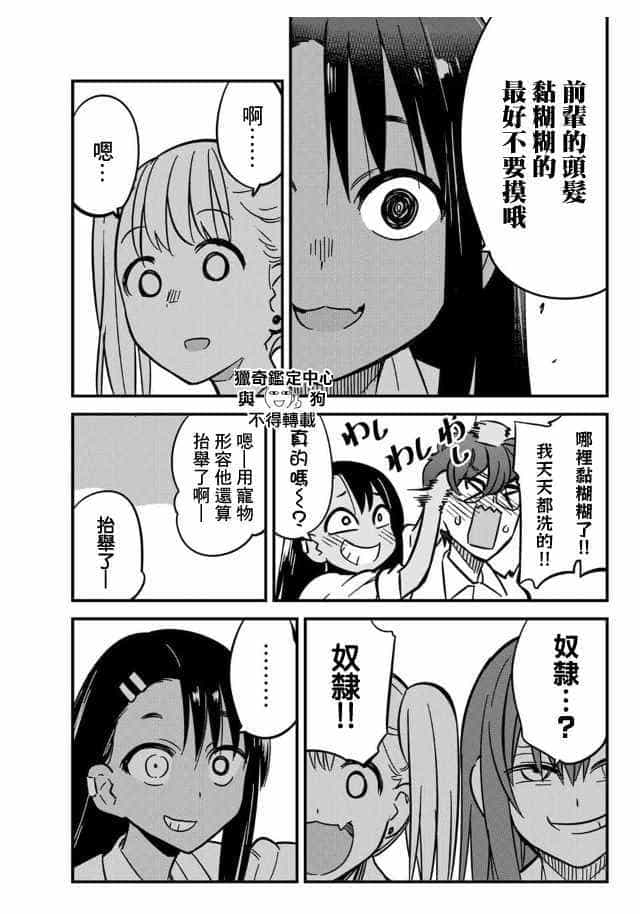 前輩的頭髮
黏糊糊的
最好不要摸哦
啊……
嗯……
獵奇鑑定中心
與
狗
不得轉載
哪裡黏糊糊了!!
我天天都洗的!!
わし
わし
わし
真的嗎~?
嗯—用寵物
形容他還算
抬舉了啊—
抬舉了—
奴隸…?
奴隸!!
……